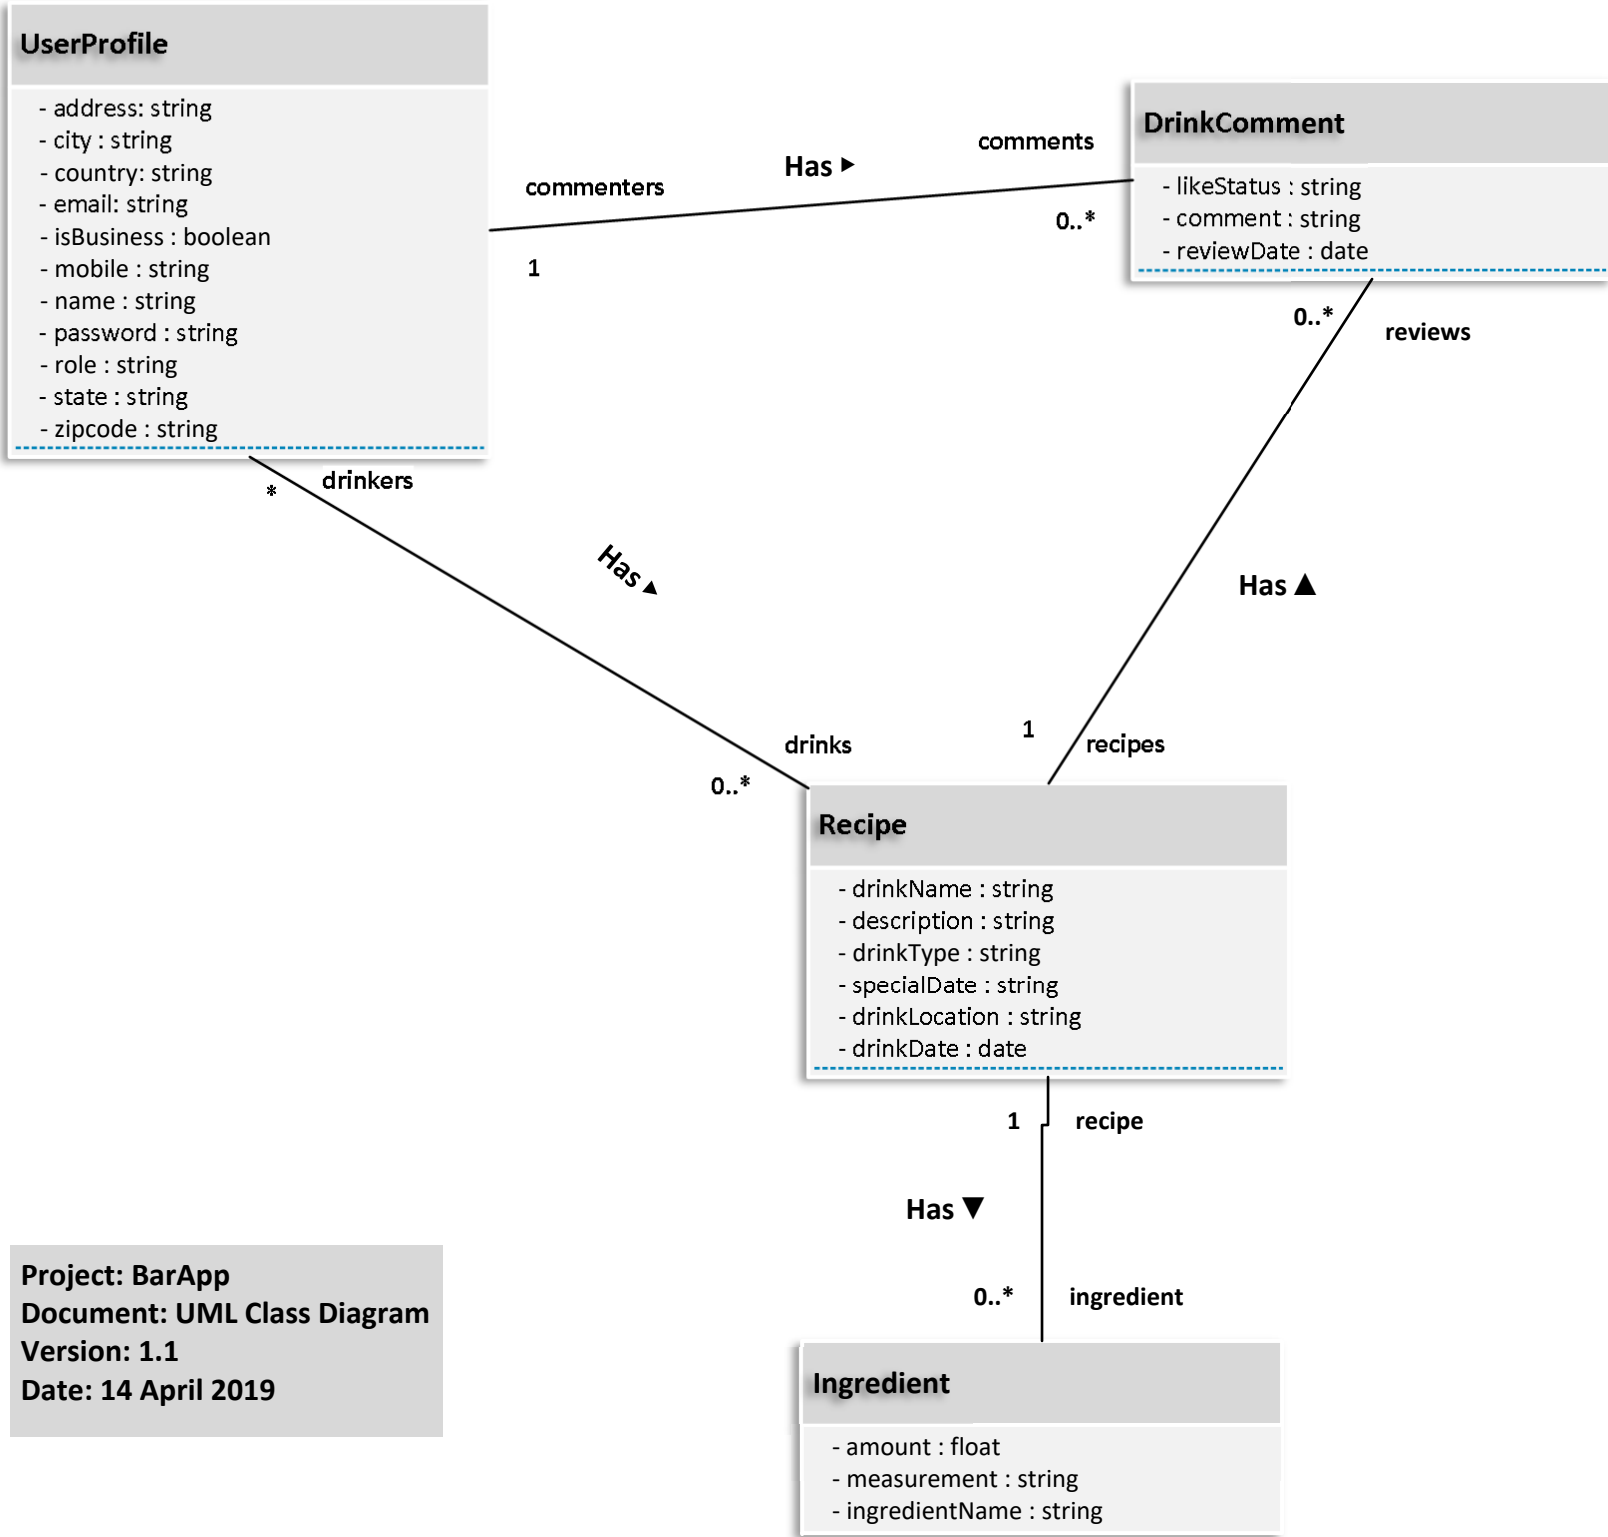 UserProfile
- address: string
- city : string
- country: string
- email: string
- isBusiness : boolean
- mobile : string
- name : string
- password : string
- role : string
- state : string
- zipcode : string
DrinkComment
- likeStatus : string
- comment : string
- reviewDate : date
commenters
1
Has ▶
comments
0..*
0..*
reviews
Has ▲
1
recipes
*
drinkers
Has ▲
drinks
0..*
Recipe
- drinkName : string
- description : string
- drinkType : string
- specialDate : string
- drinkLocation : string
- drinkDate : date
1
recipe
Has ▼
0..*
ingredient
Ingredient
- amount : float
- measurement : string
- ingredientName : string
Project: BarApp
Document: UML Class Diagram
Version: 1.1
Date: 14 April 2019